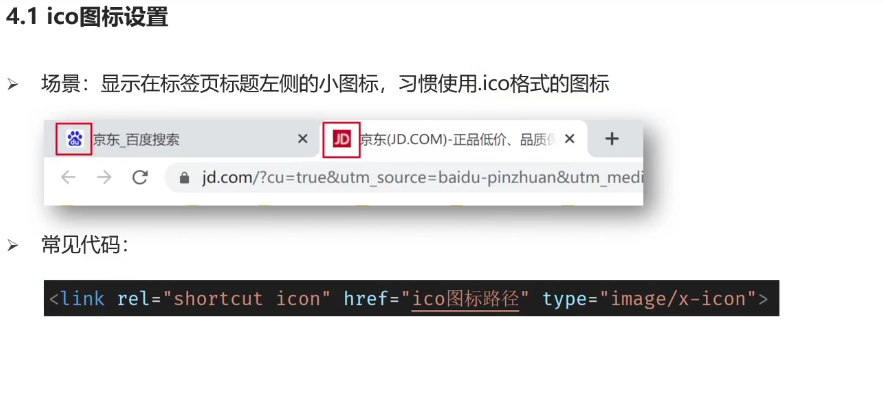 4.1 ico图标设置
场景：显示在标签页标题左侧的小图标，习惯使用.ico格式的图标
京东_百度搜索
JD 京东(JD.COM)-正品低价、品质
jd.com/?cu=true&utm_source=baidu-pinzhuan&utm_medi
常见代码：
<link rel="shortcut icon" href="ico图标路径" type="image/x-icon">